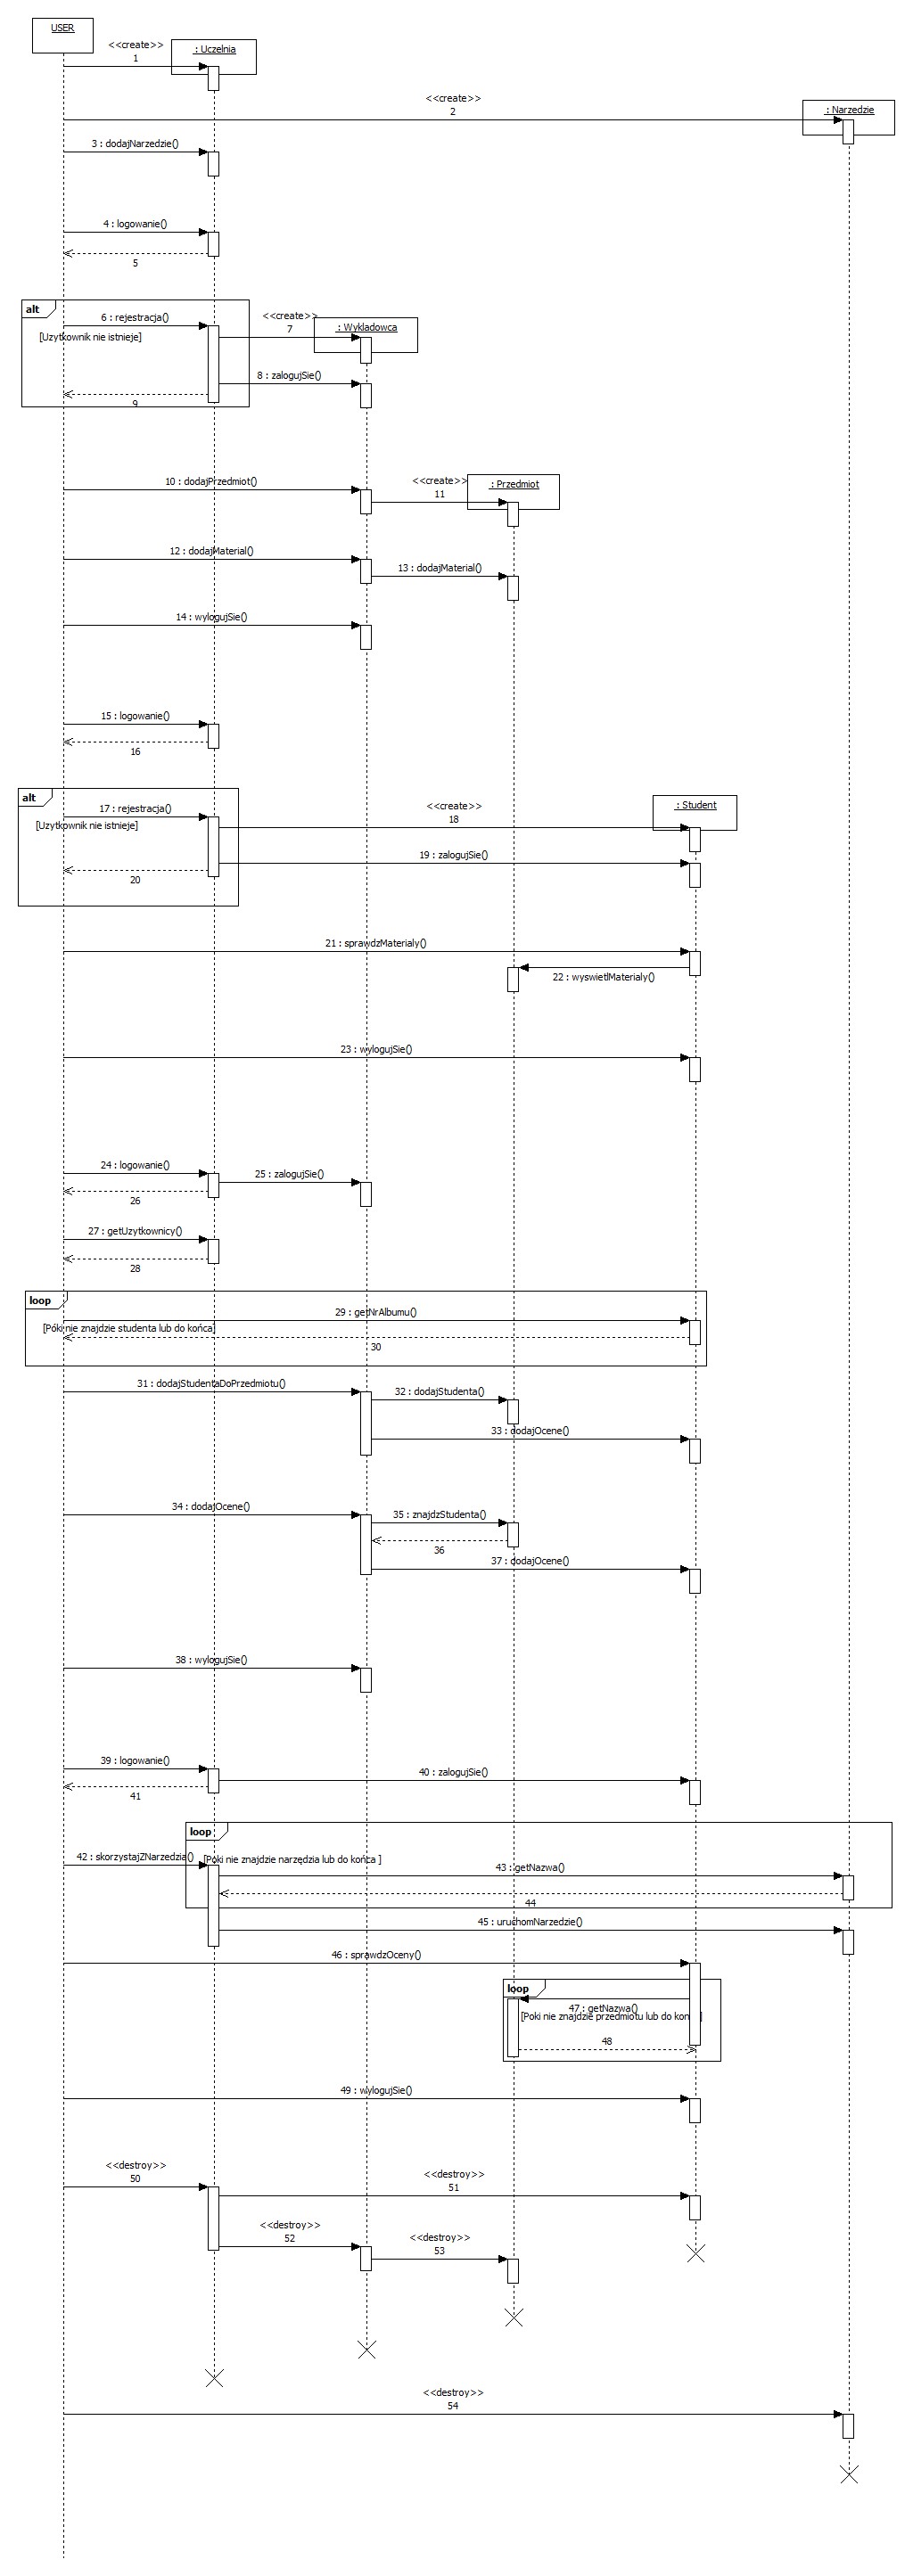 USER
<<create>>
1
: Uczelnia
<<create>>
2
: Narzedzie
3 : dodajNarzedzie()
4 : logowanie()
5
alt
6 : rejestracja()
[Uzytkownik nie istnieje]
<<create>>
7
: Wykladowca
8 : zalogujSie()
9
10 : dodajPrzedmiot()
<<create>>
11
: Przedmiot
12 : dodajMaterial()
13 : dodajMaterial()
14 : wylogujSie()
15 : logowanie()
16
alt
17 : rejestracja()
[Uzytkownik nie istnieje]
<<create>>
18
: Student
19 : zalogujSie()
20
21 : sprawdzMaterialy()
22 : wyswietlMaterialy()
23 : wylogujSie()
24 : logowanie()
25 : zalogujSie()
26
27 : getUzytkownicy()
28
loop
29 : getNrAlbumu()
[Póki nie znajdzie studenta lub do końca]
30
31 : dodajStudentaDoPrzedmiotu()
32 : dodajStudenta()
33 : dodajOcene()
34 : dodajOcene()
35 : znajdzStudenta()
36
37 : dodajOcene()
38 : wylogujSie()
39 : logowanie()
40 : zalogujSie()
41
loop
42 : skorzystajZNarzedzia()
[Poki nie znajdzie narzędzia lub do końca ]
43 : getNazwa()
44
45 : uruchomNarzedzie()
46 : sprawdzOceny()
loop
47 : getNazwa()
[Poki nie znajdzie przedmiotu lub do koń ]
48
49 : wylogujSie()
<<destroy>>
50
<<destroy>>
51
<<destroy>>
52
<<destroy>>
53
<<destroy>>
54